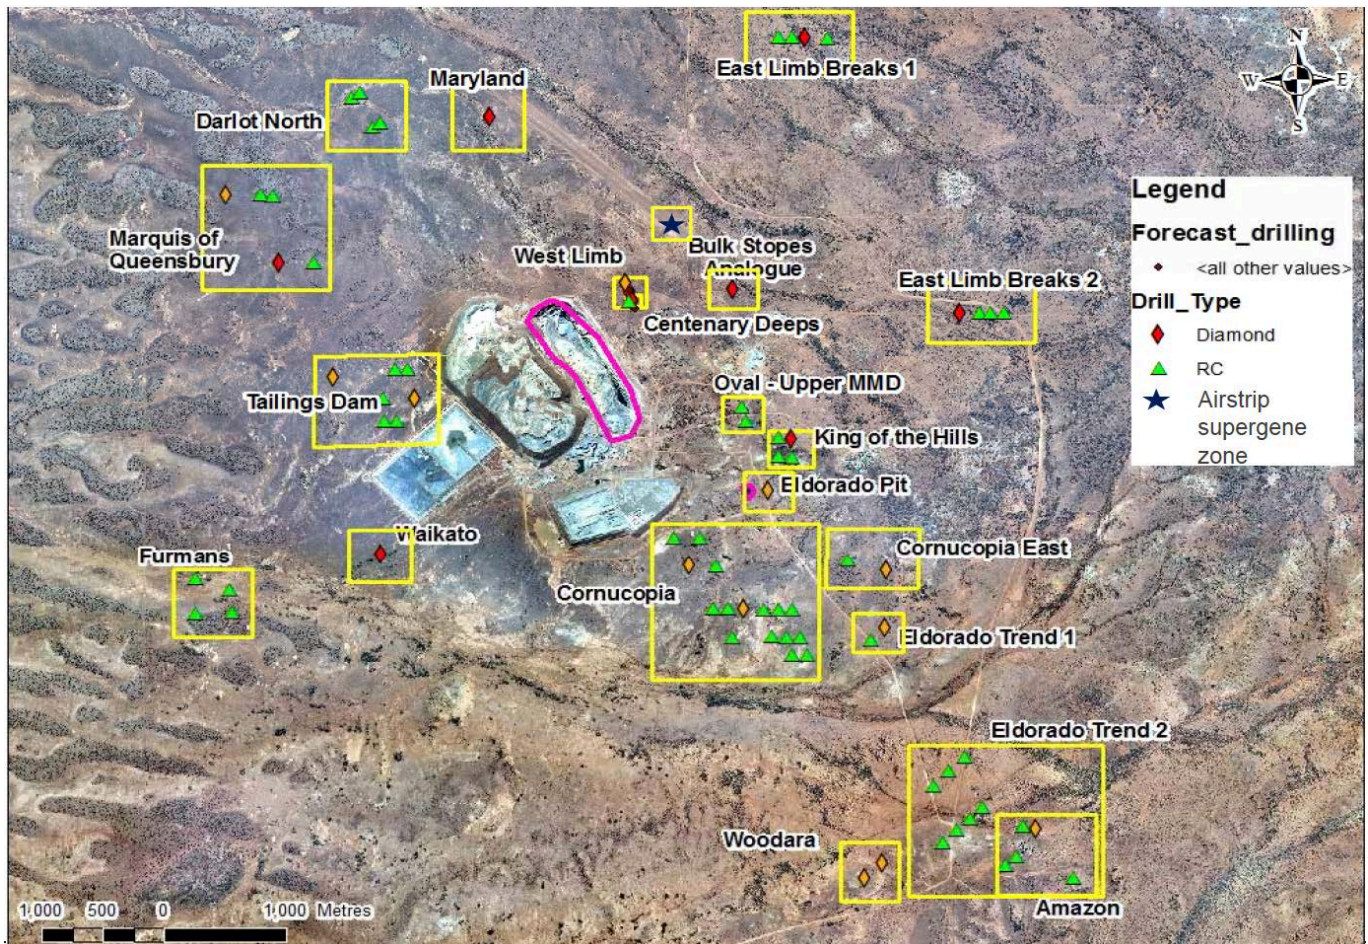 East Limb Breaks 1
N
W
E
S
Maryland
Darlot North
Marquis of
Queensbury
West Limb
Bulk Stopes
Analogue
East Limb Breaks 2
Centenary Deeps
Tailings Dam
Oval - Upper MMD
King of the Hills
Eldorado Pit
Waikato
Furmans
Cornucopia East
Cornucopia
Eldorado Trend 1
Eldorado Trend 2
Woodara
Amazon
1,000 500 0 1,000 Metres
Legend
Forecast_drilling
<all other values>
Drill_Type
Diamond
RC
Airstrip
supergene
zone